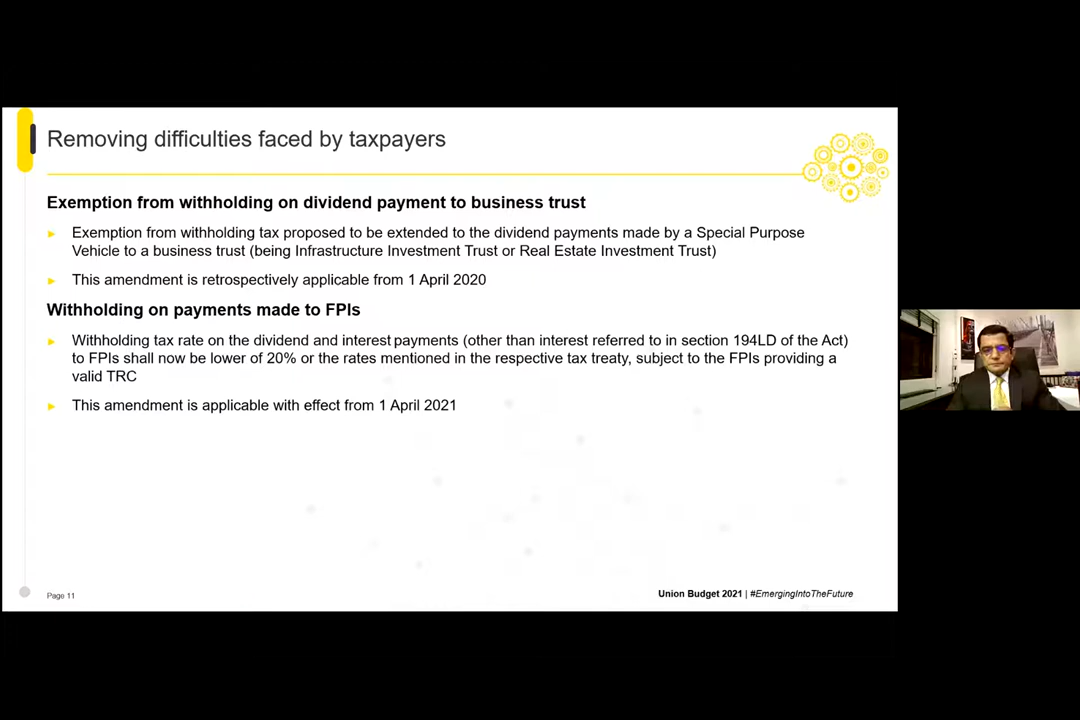 Removing difficulties faced by taxpayers
Exemption from withholding on dividend payment to business trust
► Exemption from withholding tax proposed to be extended to the dividend payments made by a Special Purpose
Vehicle to a business trust (being Infrastructure Investment Trust or Real Estate Investment Trust)
► This amendment is retrospectively applicable from 1 April 2020
Withholding on payments made to FPIs
► Withholding tax rate on the dividend and interest payments (other than interest referred to in section 194LD of the Act)
to FPIs shall now be lower of 20% or the rates mentioned in the respective tax treaty, subject to the FPIs providing a
valid TRC
► This amendment is applicable with effect from 1 April 2021
Page 11
Union Budget 2021 | #EmergingIntoTheFuture